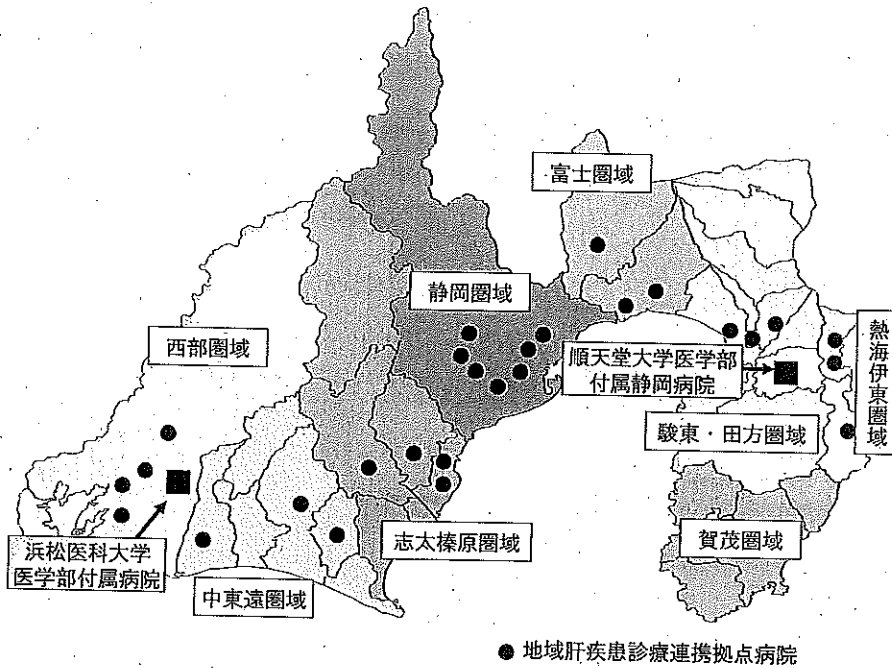 富士圏域
静岡圏域
西部圏域
熱海伊東圏域
順天堂大学医学部
付属静岡病院
駿東・田方圏域
浜松医科大学
医学部付属病院
志太榛原圏域
賀茂圏域
中東遠圏域
● 地域肝疾患診療連携拠点病院